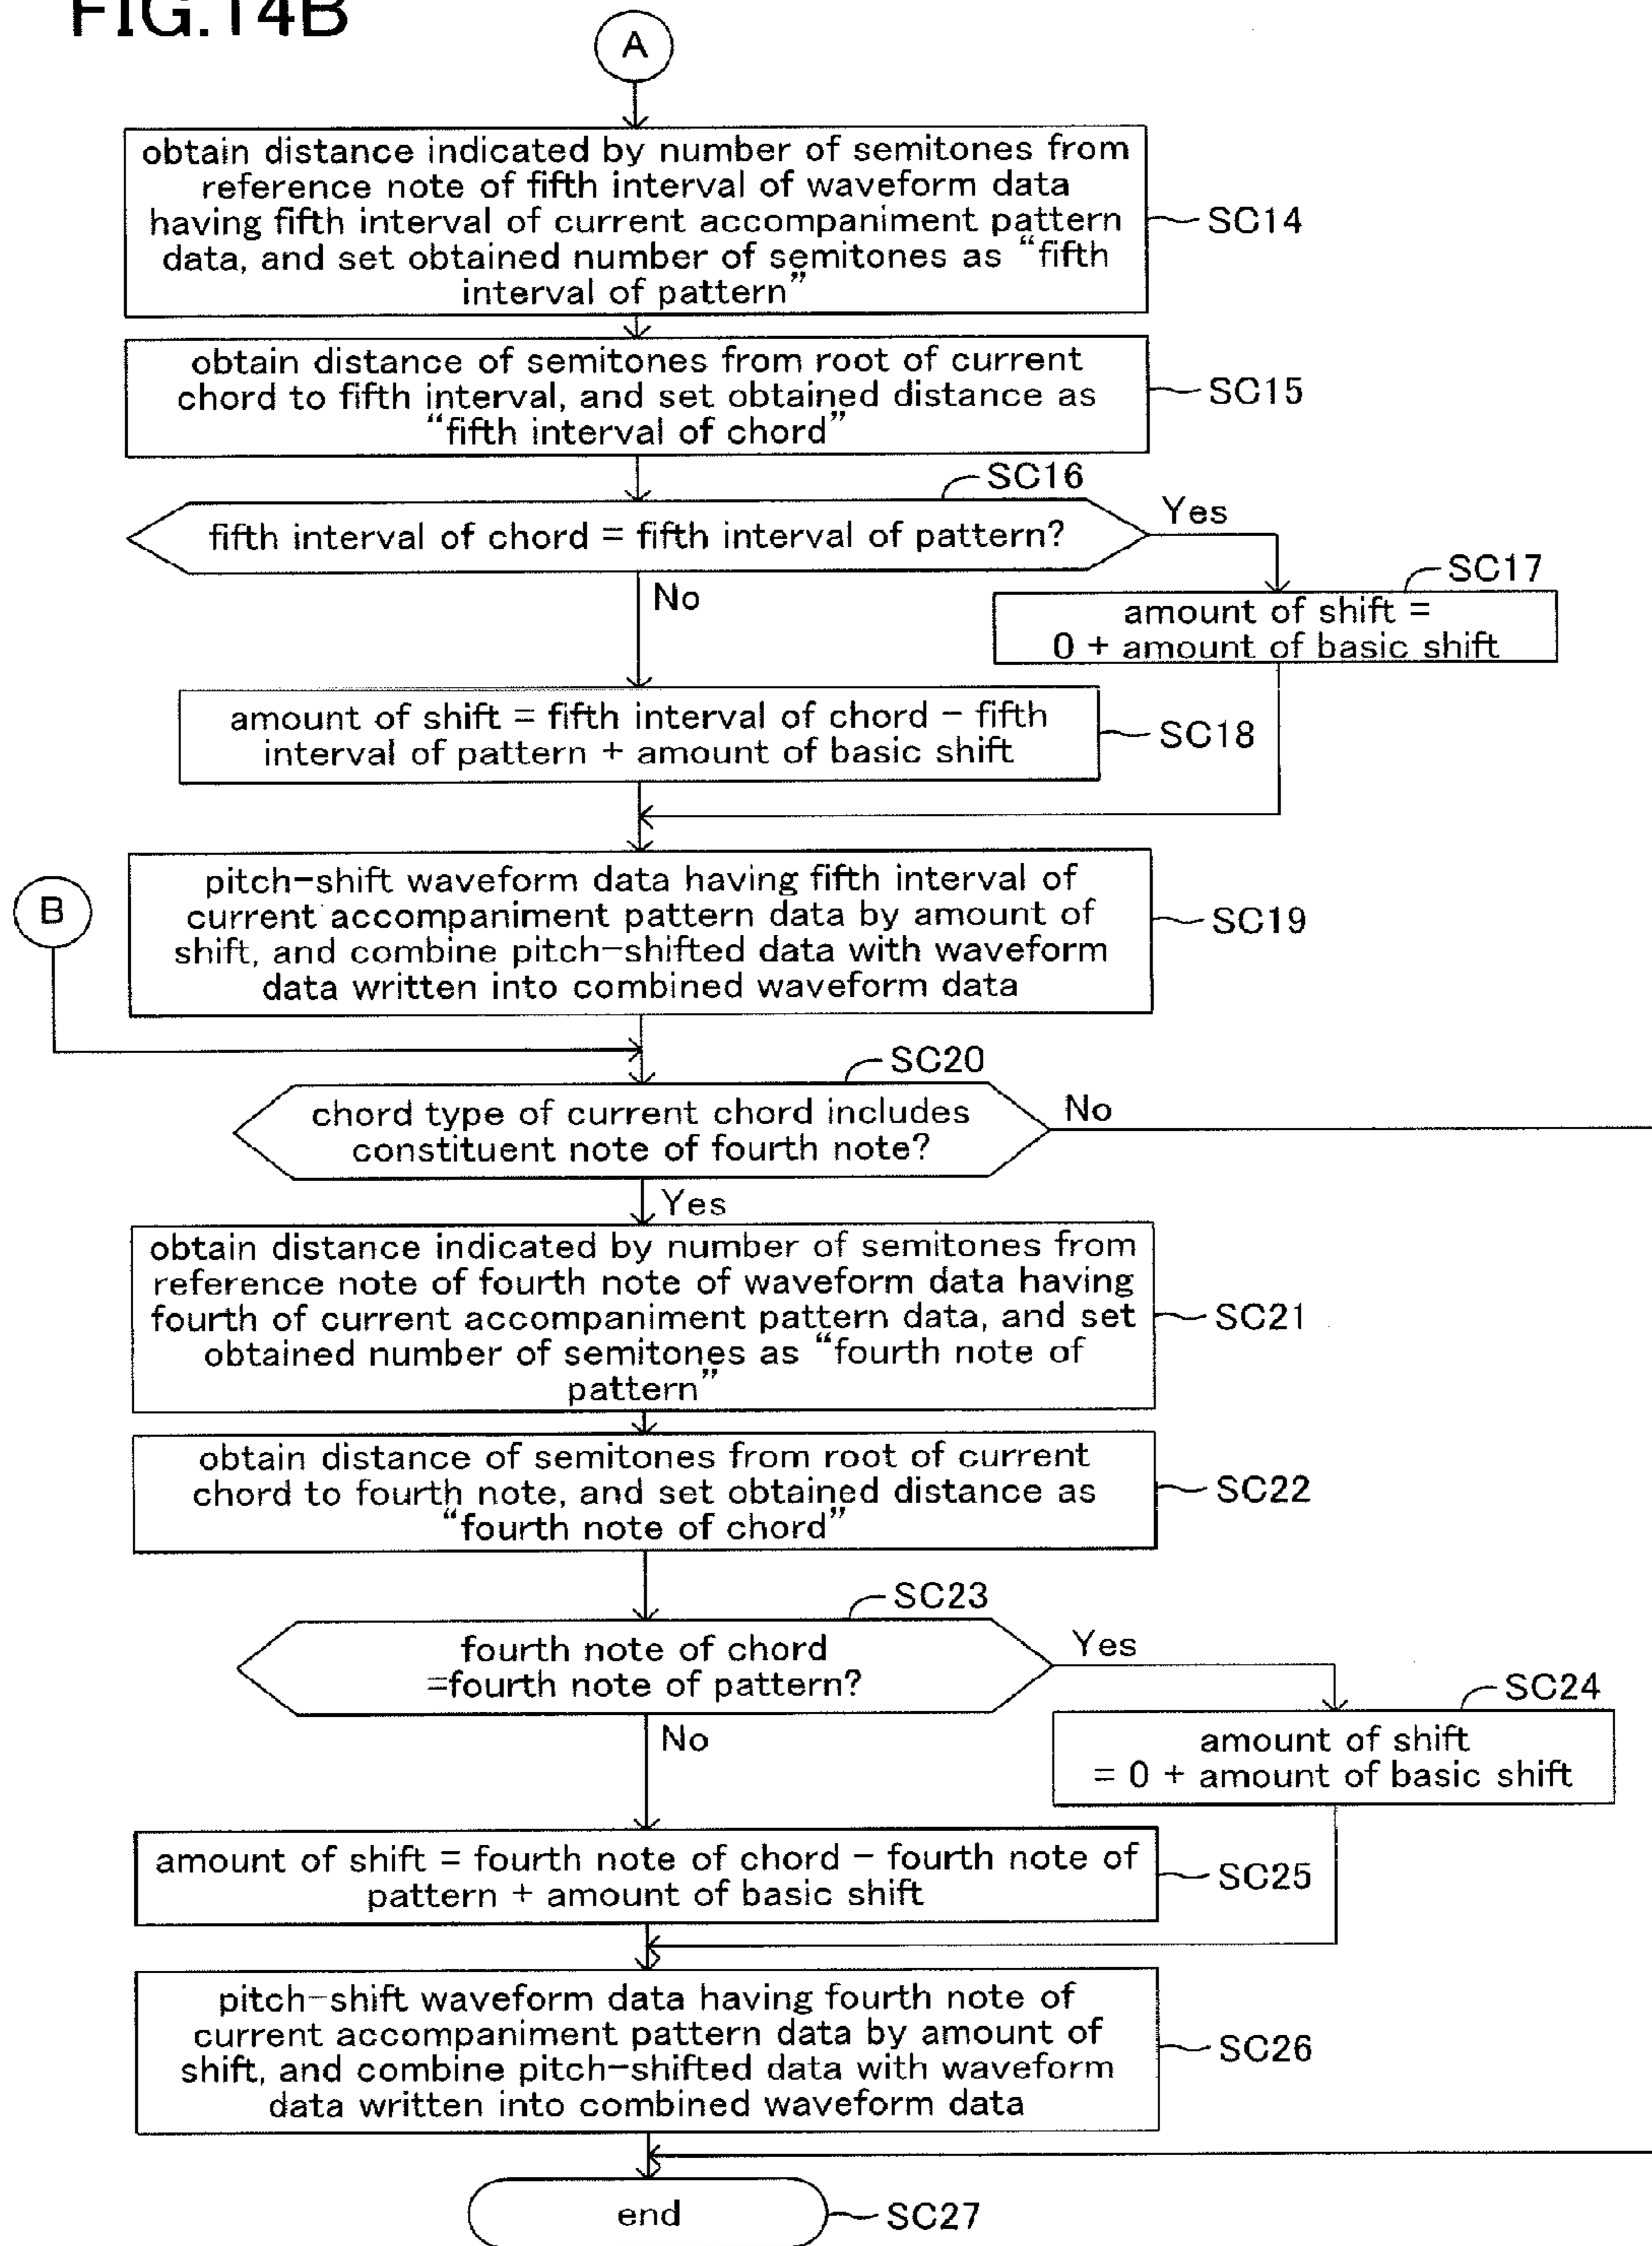 FIG.14B
A
obtain distance indicated by number of semitones from
reference note of fifth interval of waveform data
having fifth interval of current accompaniment pattern
data, and set obtained number of semitones as “fifth
interval of pattern”
SC14
obtain distance of semitones from root of current
chord to fifth interval, and set obtained distance as
“fifth interval of chord”
SC15
SC16
fifth interval of chord = fifth interval of pattern?
Yes
No
SC17
amount of shift =
0 + amount of basic shift
amount of shift = fifth interval of chord - fifth
interval of pattern + amount of basic shift
SC18
pitch-shift waveform data having fifth interval of
current accompaniment pattern data by amount of
shift, and combine pitch-shifted data with waveform
data written into combined waveform data
SC19
B
SC20
chord type of current chord includes
constituent note of fourth note?
No
Yes
obtain distance indicated by number of semitones from
reference note of fourth note of waveform data having
fourth of current accompaniment pattern data, and set
obtained number of semitones as “fourth note of
pattern”
SC21
obtain distance of semitones from root of current
chord to fourth note, and set obtained distance as
“fourth note of chord”
SC22
SC23
fourth note of chord
=fourth note of pattern?
Yes
No
SC24
amount of shift
= 0 + amount of basic shift
amount of shift = fourth note of chord - fourth note of
pattern + amount of basic shift
SC25
pitch-shift waveform data having fourth note of
current accompaniment pattern data by amount of
shift, and combine pitch-shifted data with waveform
data written into combined waveform data
SC26
end
SC27